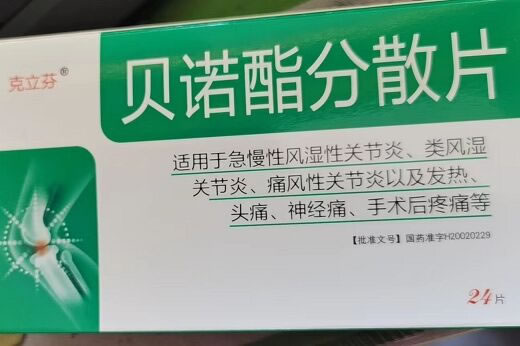 克立芬®
贝诺酯分散片
适用于急慢性风湿性关节炎、类风湿
关节炎、痛风性关节炎以及发热、
头痛、神经痛、手术后疼痛等
【批准文号】国药准字H20020229
24片